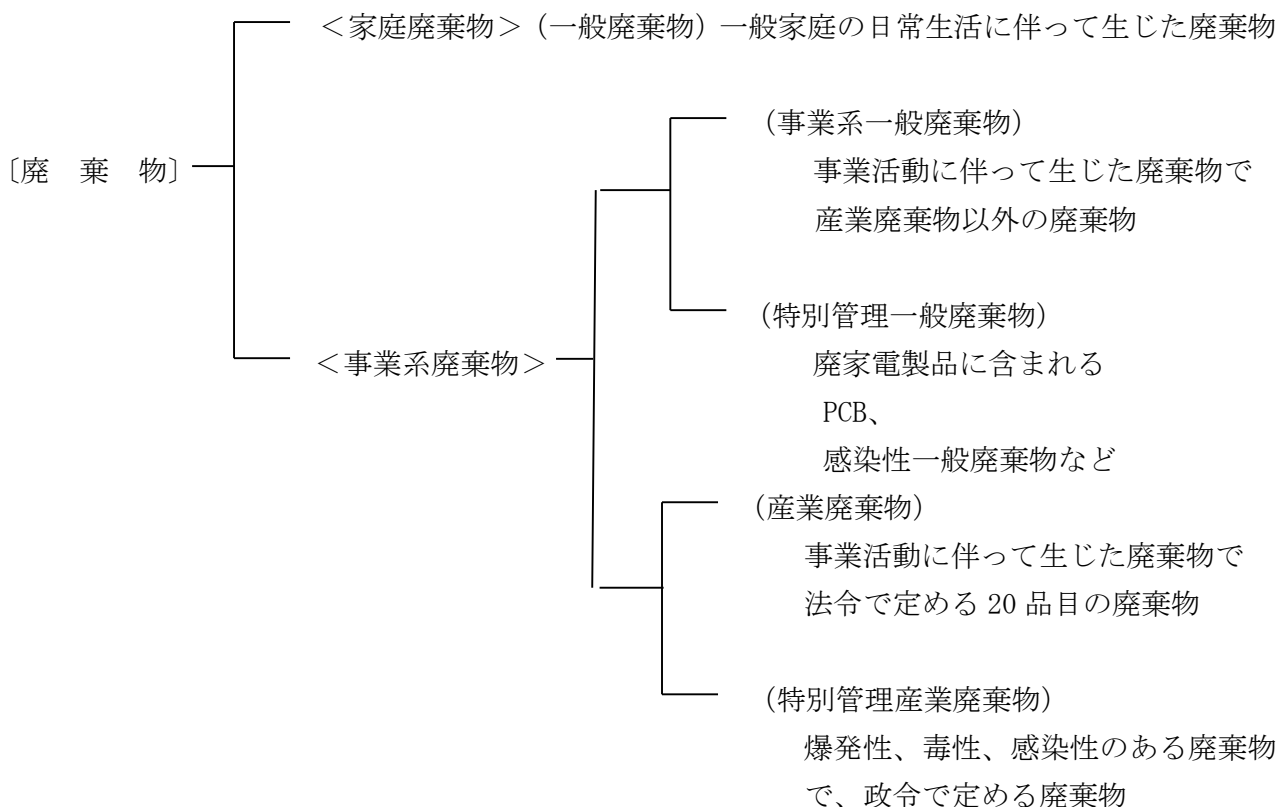 ＜家庭廃棄物＞（一般廃棄物）一般家庭の日常生活に伴って生じた廃棄物
（事業系一般廃棄物）
〔廃　棄　物〕
事業活動に伴って生じた廃棄物で
産業廃棄物以外の廃棄物
（特別管理一般廃棄物）
＜事業系廃棄物＞
廃家電製品に含まれる
PCB、
感染性一般廃棄物など
（産業廃棄物）
事業活動に伴って生じた廃棄物で
法令で定める 20 品目の廃棄物
（特別管理産業廃棄物）
爆発性、毒性、感染性のある廃棄物
で、政令で定める廃棄物